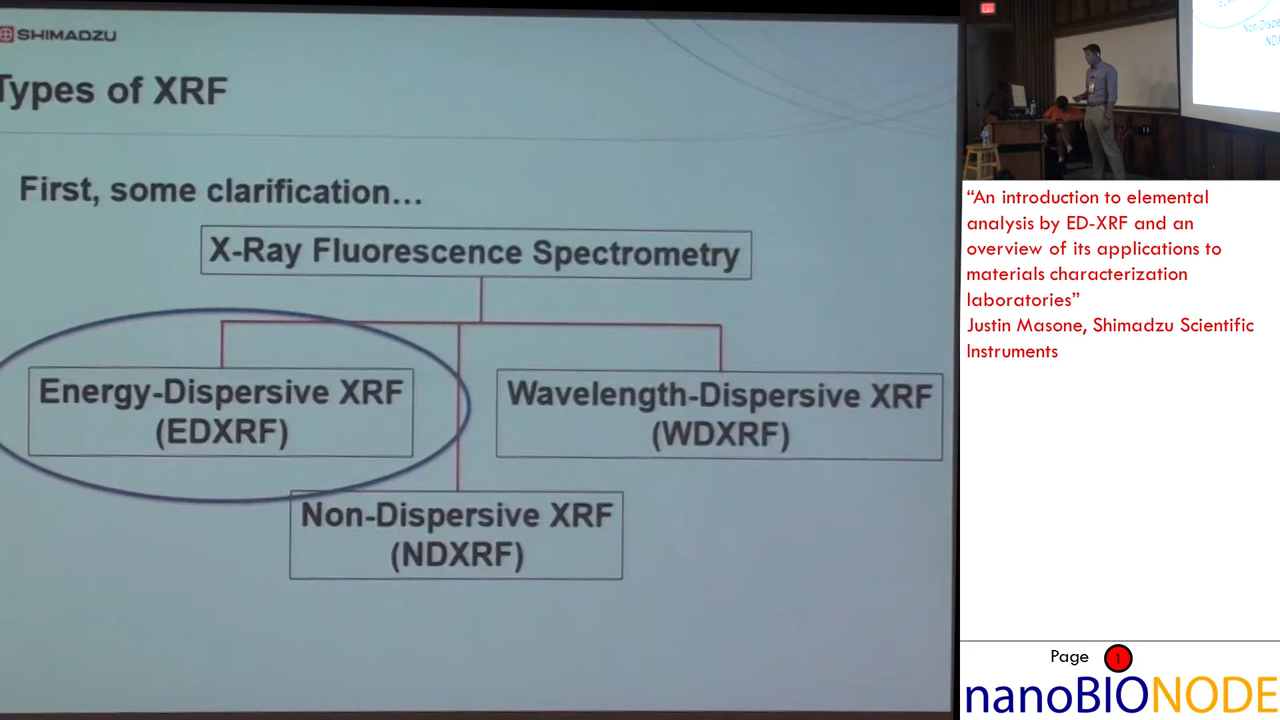 SHIMADZU
Types of XRF
First, some clarification...
X-Ray Fluorescence Spectrometry
Energy-Dispersive XRF
(EDXRF)
Wavelength-Dispersive XRF
(WDXRF)
Non-Dispersive XRF
(NDXRF)
“An introduction to elemental
analysis by ED-XRF and an
overview of its applications to
materials characterization
laboratories”
Justin Masone, Shimadzu Scientific
Instruments
Page 1
nanoBIONODE